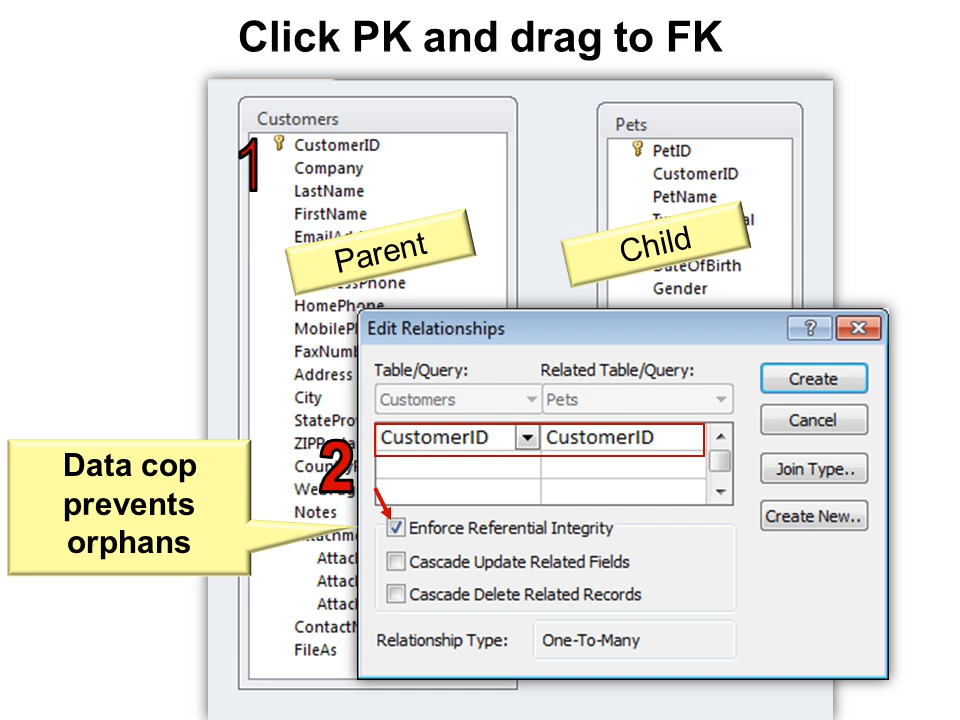 Click PK and drag to FK
Customers
1
CustomerID
Company
LastName
FirstName
Parent
HomePhone
Address
City
Notes
FileAs
Pets
PetID
CustomerID
PetName
Child
DateOfBirth
Gender
Edit Relationships
Table/Query:
Related Table/Query:
Customers
Pets
CustomerID
CustomerID
Enforce Referential Integrity
Cascade Update Related Fields
Cascade Delete Related Records
Relationship Type:
One-To-Many
Create
Cancel
Join Type..
Create New..
2
Data cop
prevents
orphans